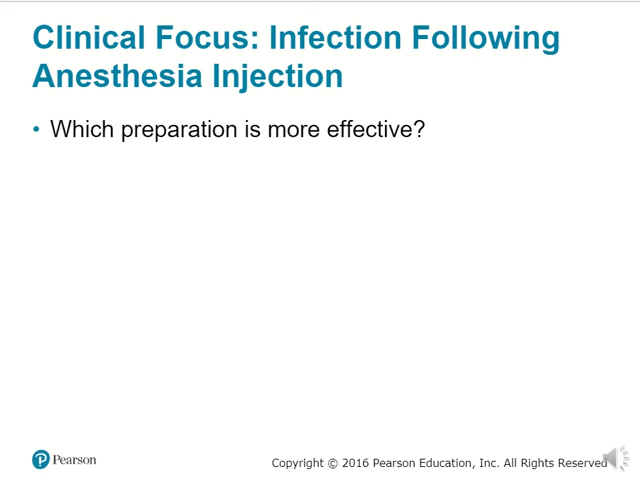 Clinical Focus: Infection Following
Anesthesia Injection
• Which preparation is more effective?
Pearson
Copyright © 2016 Pearson Education, Inc. All Rights Reserved